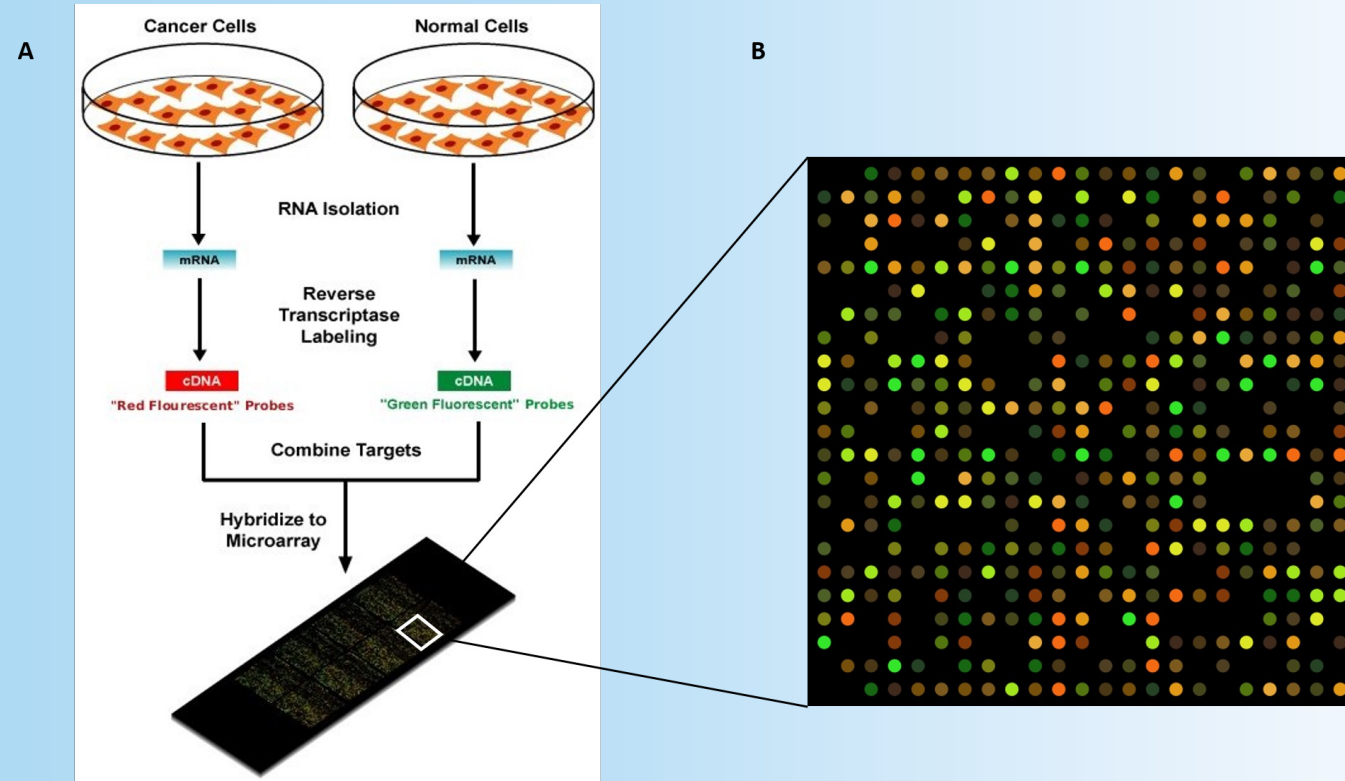 A
B
Cancer Cells
Normal Cells
RNA Isolation
mRNA
mRNA
Reverse
Transcriptase
Labeling
cDNA
cDNA
"Red Flourescent" Probes
"Green Fluorescent" Probes
Combine Targets
Hybridize to
Microarray